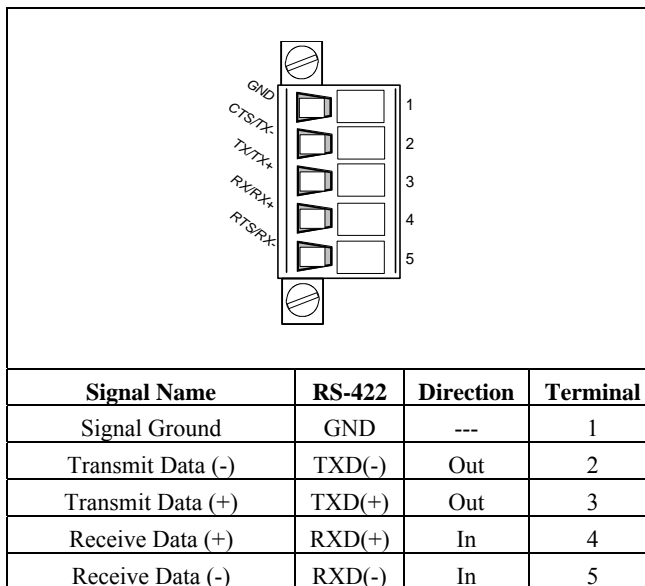 GND
CTS/TX-
TX/TX+
RX/RX+
RTS/RX-
1
2
3
4
5
Signal Name RS-422 Direction Terminal
Signal Ground GND --- 1
Transmit Data (-) TXD(-) Out 2
Transmit Data (+) TXD(+) Out 3
Receive Data (+) RXD(+) In 4
Receive Data (-) RXD(-) In 5